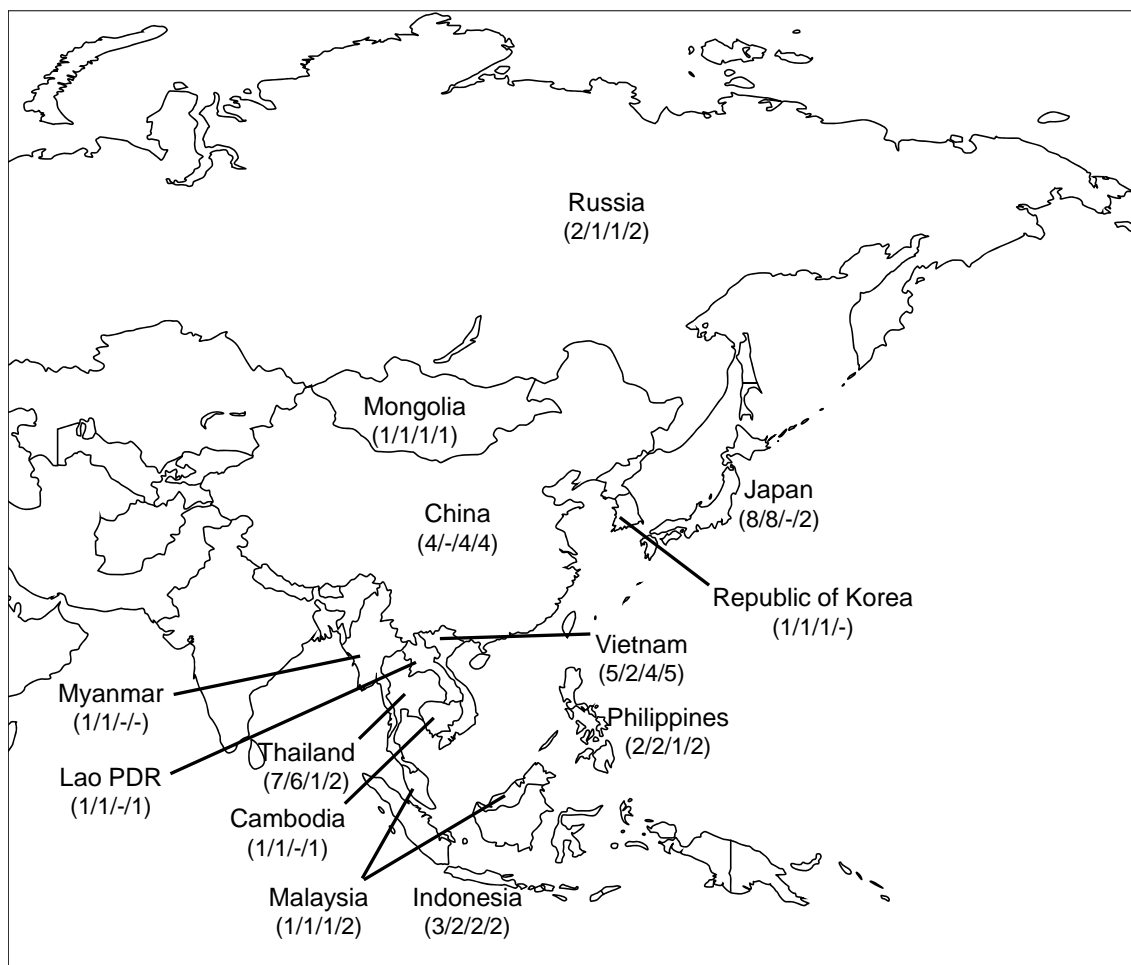 Russia
(2/1/1/2)
Mongolia
(1/1/1/1)
China
(4/-/4/4)
Japan
(8/8/-/2)
Republic of Korea
(1/1/1/-)
Vietnam
(5/2/4/5)
Myanmar
(1/1/-/-)
Philippines
(2/2/1/2)
Thailand
(7/6/1/2)
Lao PDR
(1/1/-/1)
Cambodia
(1/1/-/1)
Malaysia
(1/1/1/2)
Indonesia
(3/2/2/2)